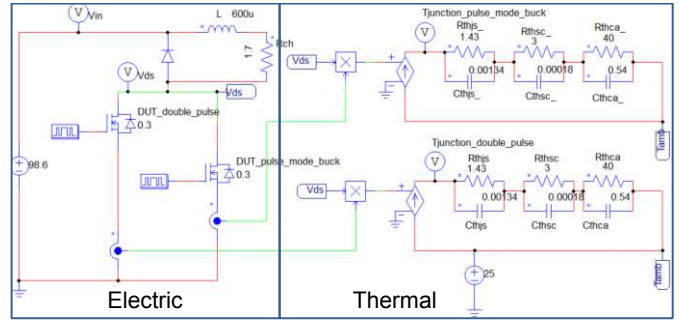 Vin
L 600u
Rch
1.7
Vds
Vds
DUT_double_pulse
0.3
DUT_pulse_mode_buck
0.3
98.6
Electric
Tjunction_pulse_mode_buck
V
Rthjs_
1.43
Rthsc_
3
Rthca_
40
Vds
0.00134
0.00018
0.54
Cthjs_
Cthsc_
Cthca_
Tamb
Tjunction_double_pulse
V
Rthjs
1.43
Rthsc
3
Rthca
40
Vds
0.00134
0.00018
0.54
Cthjs
Cthsc
Cthca
25
Tamb
Thermal
V
V